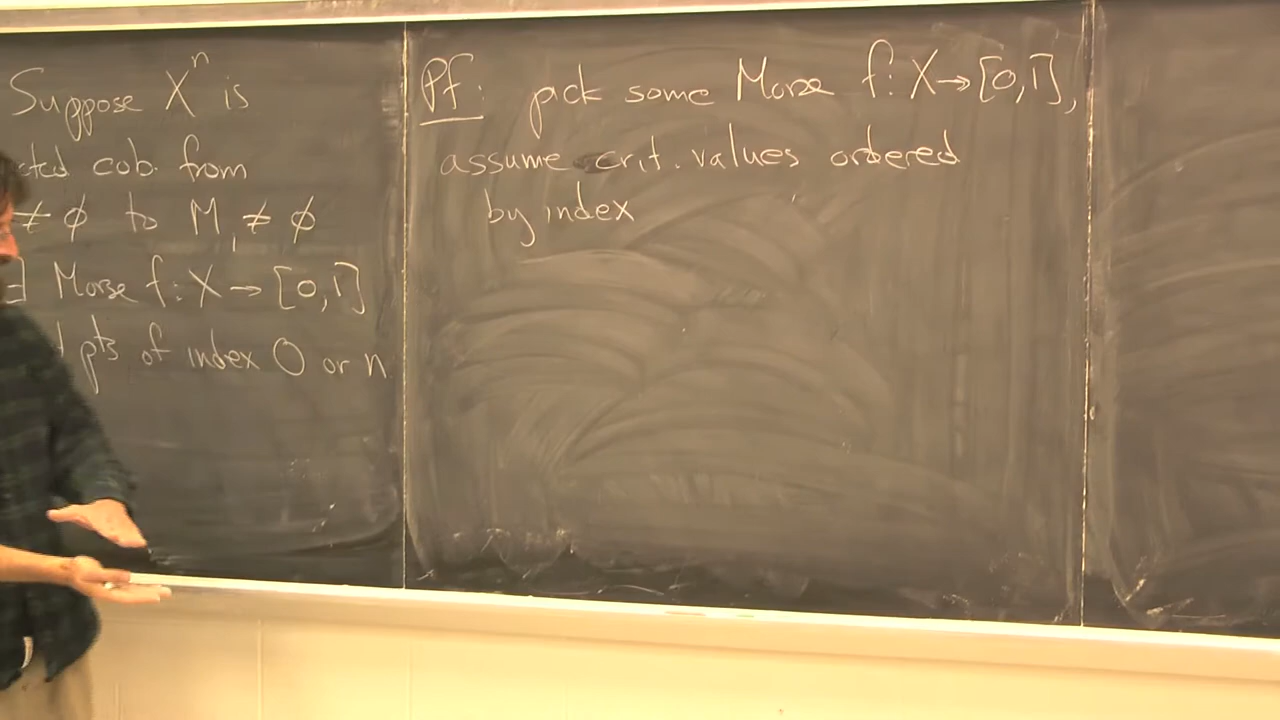 Suppose Xⁿ is
cted cob. from
≠ ∅ to M₁ ≠ ∅
∃ Morse f: X → [0,1]
pts of index 0 or n
Pf: pick some Morse f: X → [0,1],
assume crit. values ordered
by index